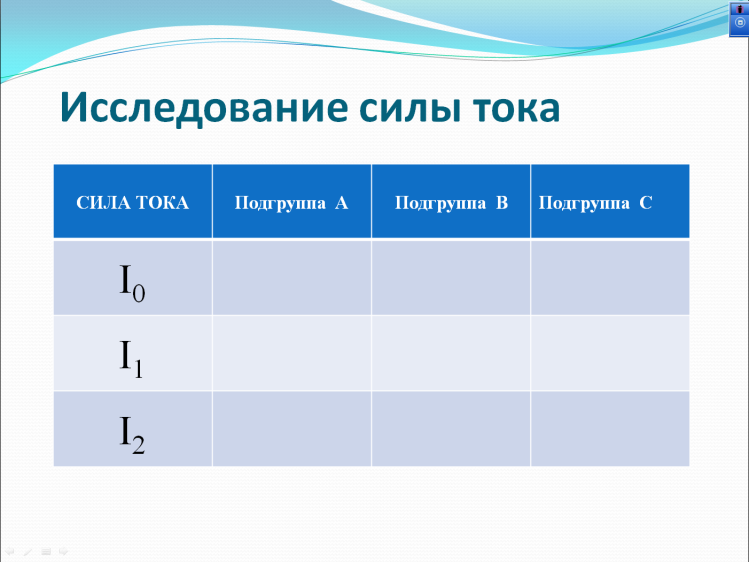 Исследование силы тока
СИЛА ТОКА Подгруппа А Подгруппа В Подгруппа С
I0
I1
I2